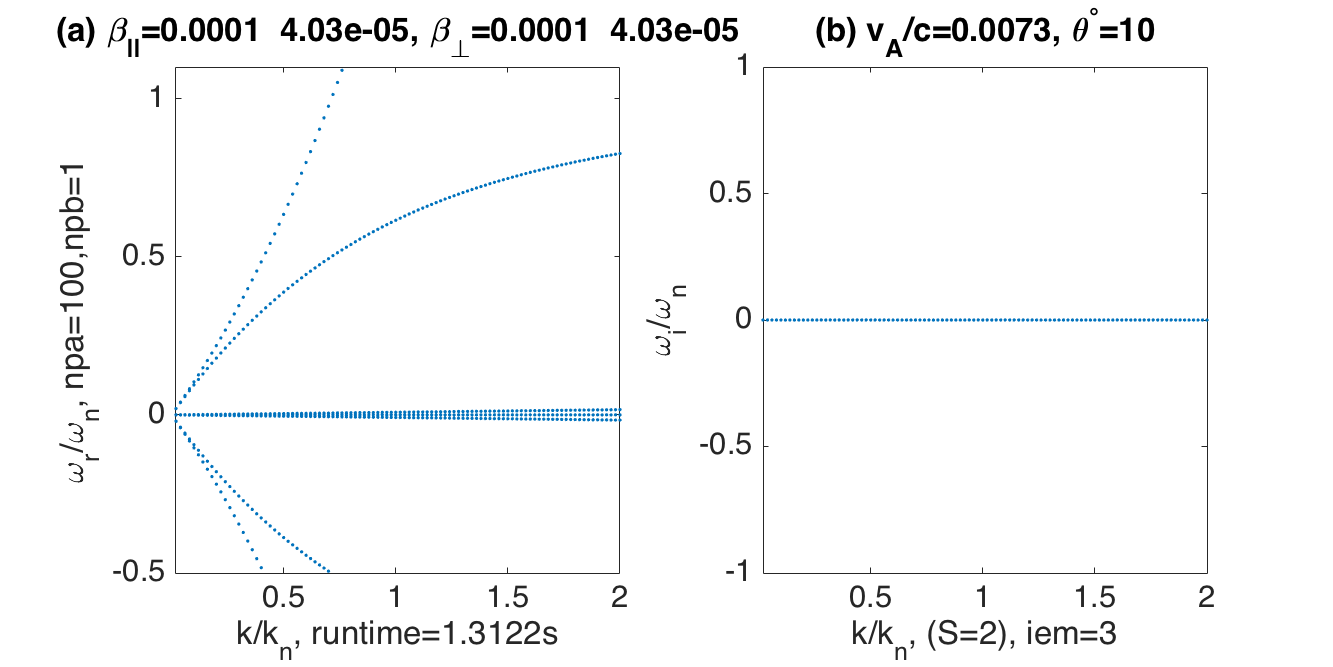 (a) β||=0.0001  4.03e-05, β⊥=0.0001  4.03e-05
(b) vA/c=0.0073, θ°=10
1
0.5
0
-0.5
ωr/ωn, npa=100,npb=1
0.5
1
1.5
2
k/kn, runtime=1.3122s
1
0.5
0
-0.5
-1
ωi/ωn
0.5
1
1.5
2
k/kn, (S=2), iem=3